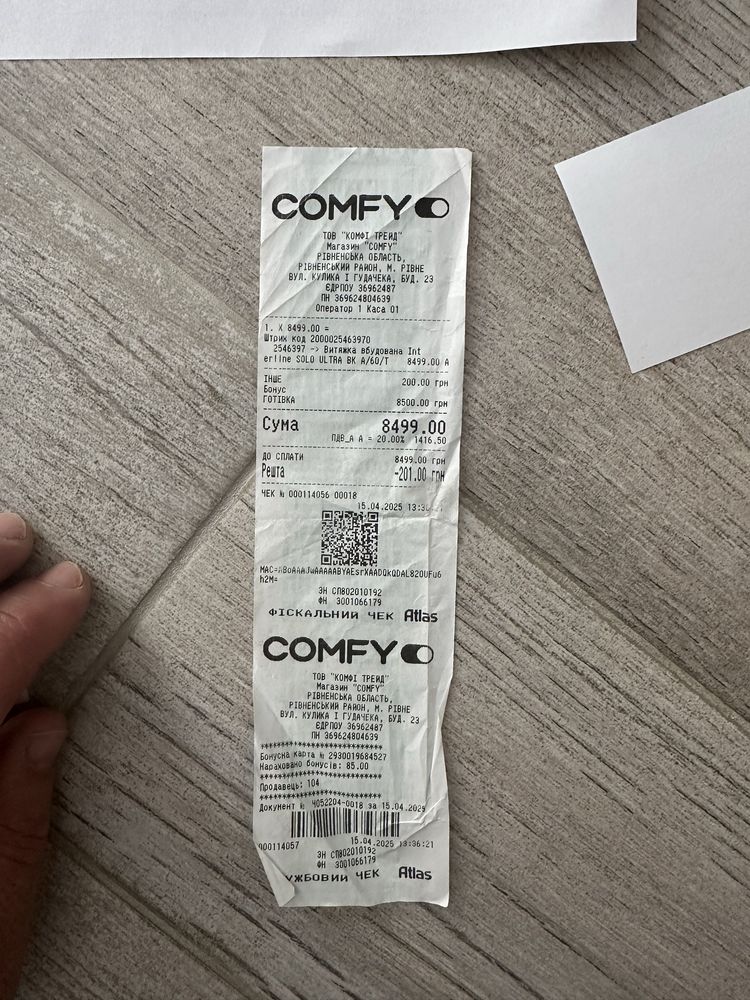 COMFY
ТОВ "КОМФІ ТРЕЙД"
Магазин "COMFY"
РІВНЕНСЬКА ОБЛАСТЬ,
РІВНЕНСЬКИЙ РАЙОН, М. РІВНЕ
ВУЛ. КУЛИКА І ГУДАЧЕКА, БУД. 23
ЄДРПОУ 36962487
ПН 369624804639
Оператор 1 Каса 01
1. X 8499.00 =
Штрих код 2000025463970
2546397 -> Витяжка вбудована Int
erline SOLO ULTRA BK A/60/T 8499.00 А
ІНШЕ 200.00 грн
Бонус
ГОТІВКА 8500.00 грн
Сума 8499.00
ПДВ_А А = 20.00% 1416.50
ДО СПЛАТИ 8499.00 грн
Решта -201.00 грн
ЧЕК № 000114056 00018
15.04.2025
h2M=
ЗН СП802010192
ФН 3001066179
ФІСКАЛЬНИЙ ЧЕК Atlas
COMFY
ТОВ "КОМФІ ТРЕЙД"
Магазин "COMFY"
РІВНЕНСЬКА ОБЛАСТЬ,
РІВНЕНСЬКИЙ РАЙОН, М. РІВНЕ
ВУЛ. КУЛИКА І ГУДАЧЕКА, БУД. 23
ЄДРПОУ 36962487
ПН 369624804639
********************************
Бонусна карта № 2930019684527
Нараховано бонусів: 85.00
********************************
Продавець: 104
********************************
Документ № Ч052204-0018 за 15.04.2025
000114057 15.04.2025 13:36:21
ЗН СП802010192
ФН 3001066179
УЖБОВИЙ ЧЕК Atlas